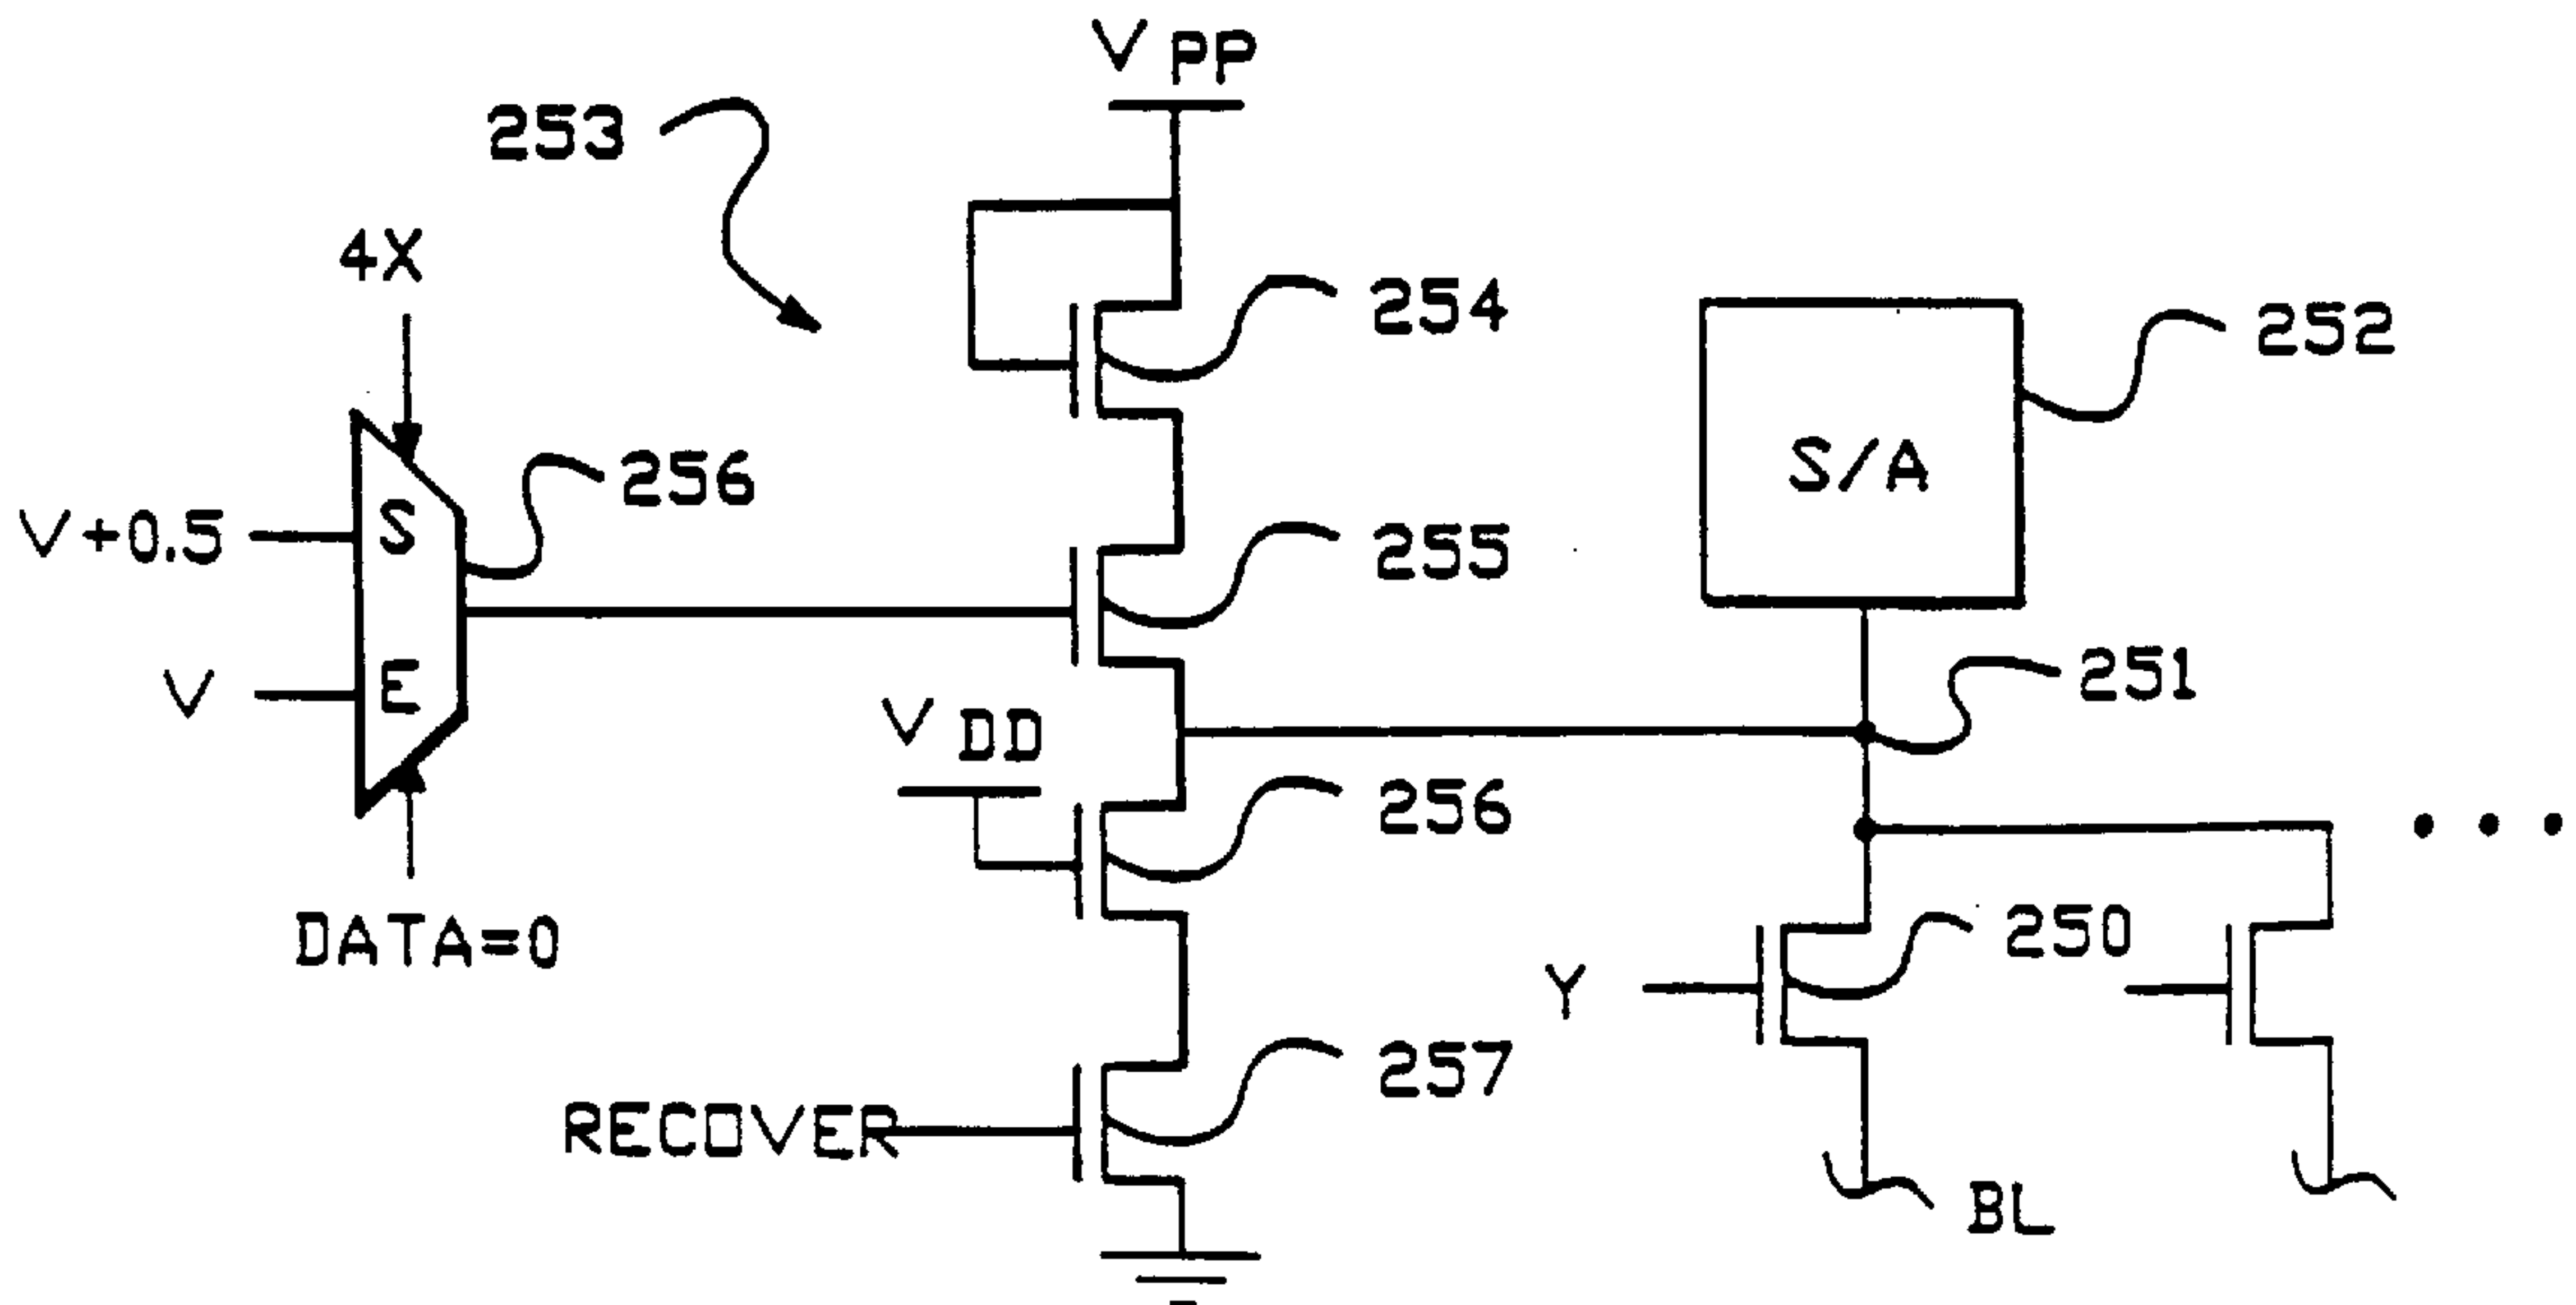 V PP
253
4X
254
252
S/A
256
V+0.5
S
255
V
E
251
V DD
256
DATA=0
250
Y
257
RECOVER
BL